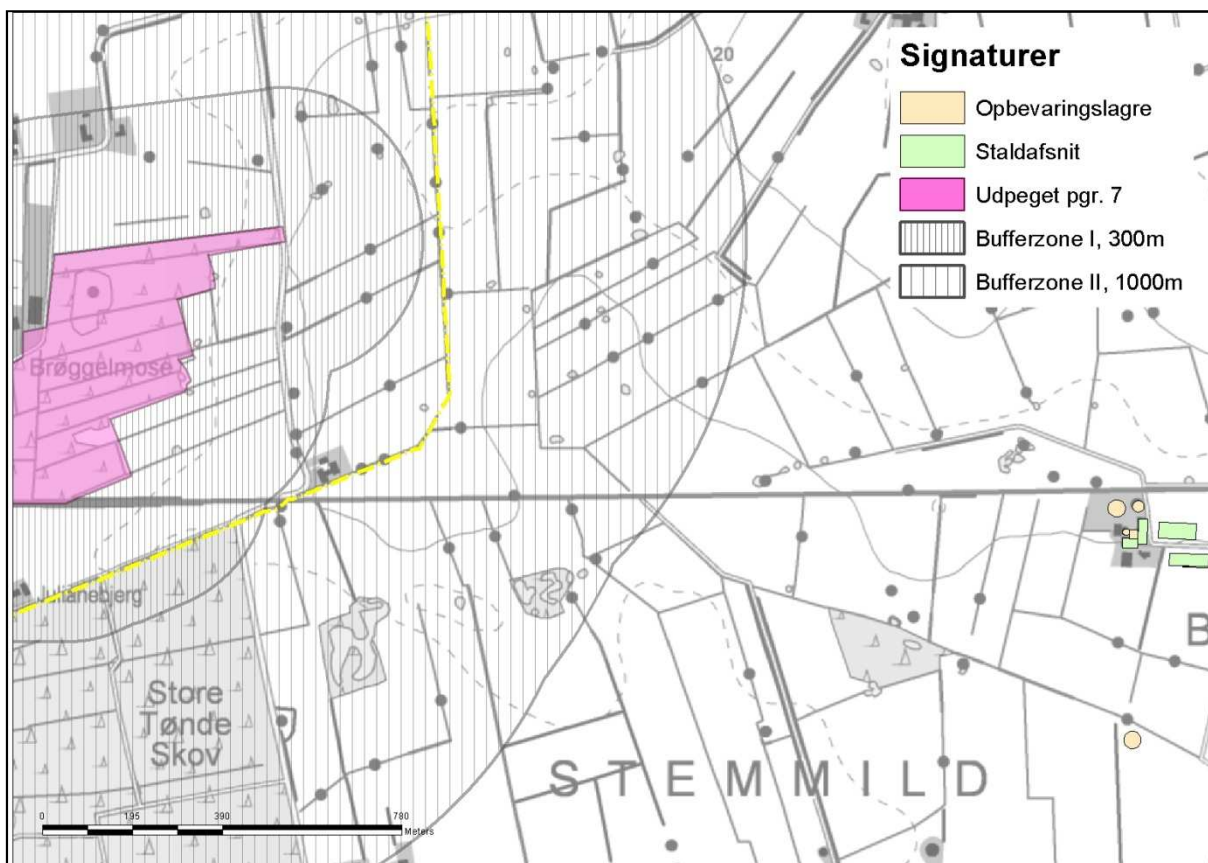 20
Signaturer
Opbevaringslagre
Staldafsnit
Udpeget pgr. 7
Bufferzone I, 300m
Bufferzone II, 1000m
Brøggelmose
Julianebjerg
B
Store
Tønde
Skov
STEMMILD
0 195 390 780
Meters